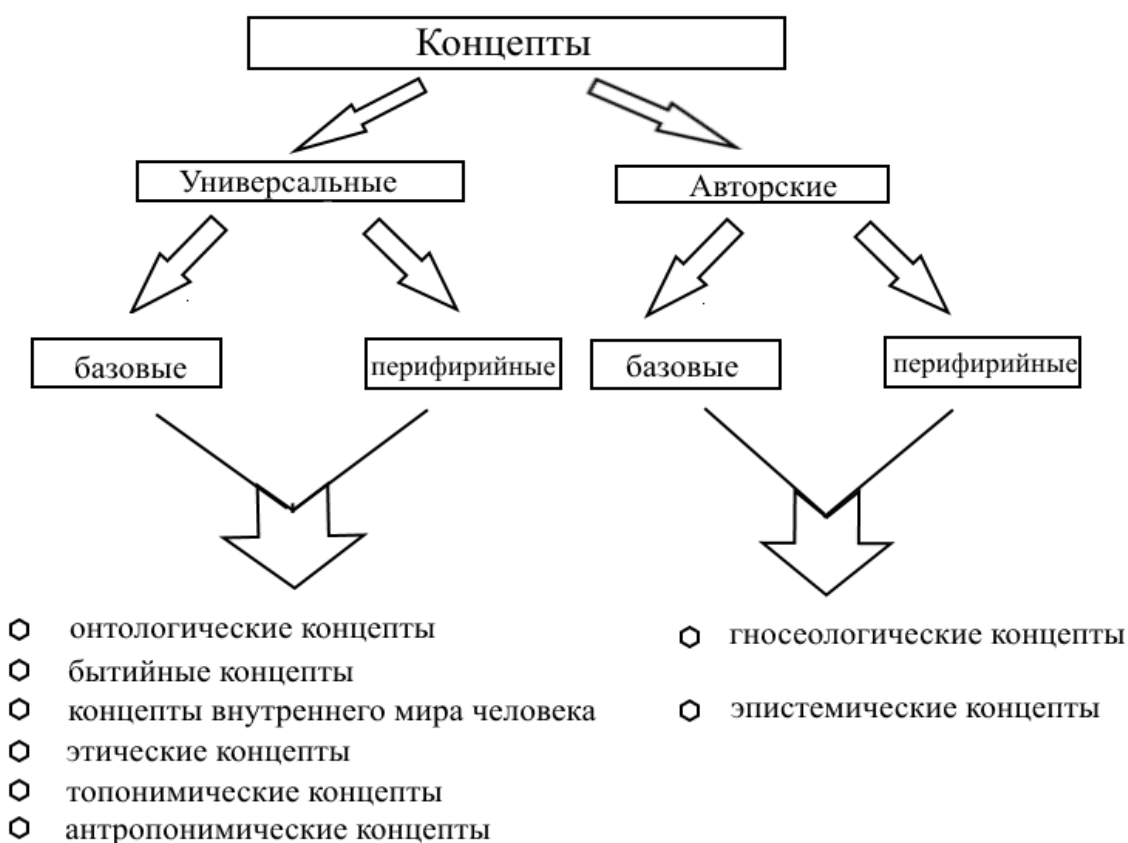 Концепты
Универсальные
Авторские
базовые
перифирийные
базовые
перифирийные
онтологические концепты
бытийные концепты
концепты внутреннего мира человека
этические концепты
топонимические концепты
антропонимические концепты
гносеологические концепты
эпистемические концепты